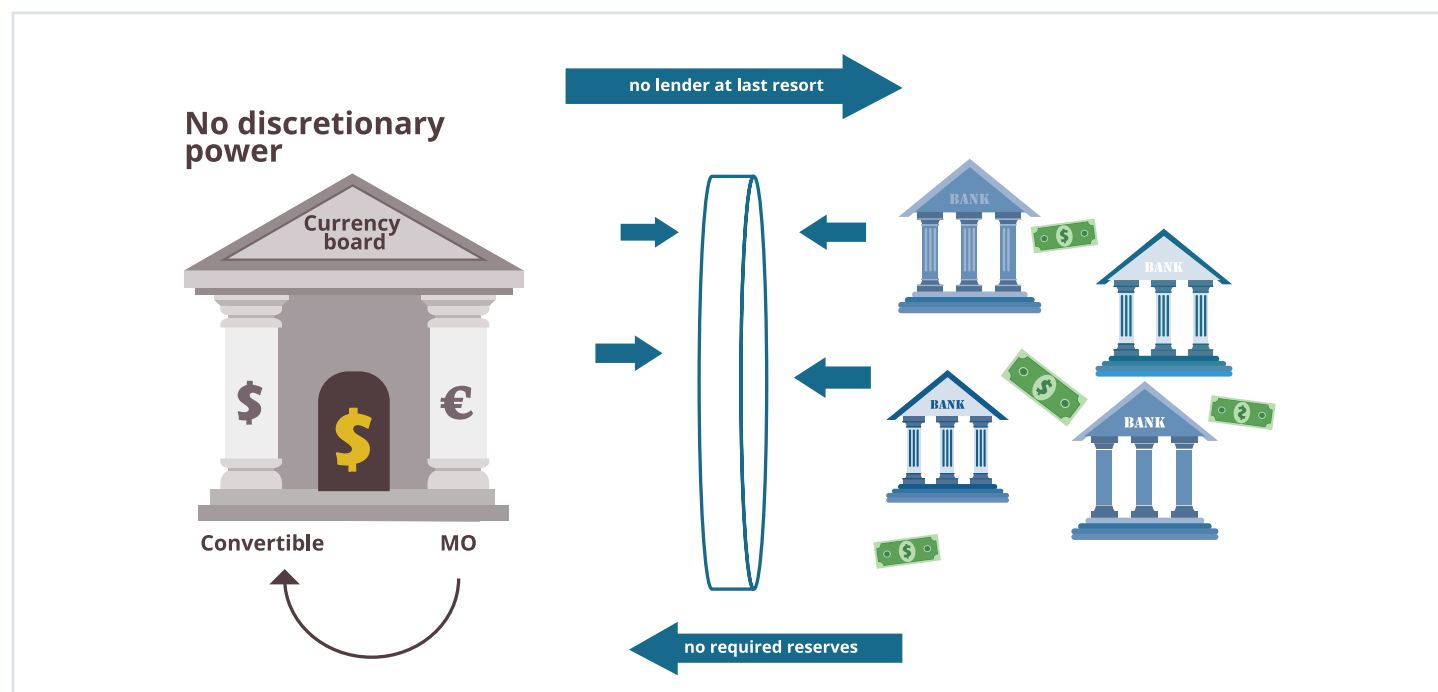 no lender at last resort
No discretionary
power
Currency
board
$
€
$
Convertible
MO
BANK
$
BANK
BANK
$
BANK
$
$
no required reserves